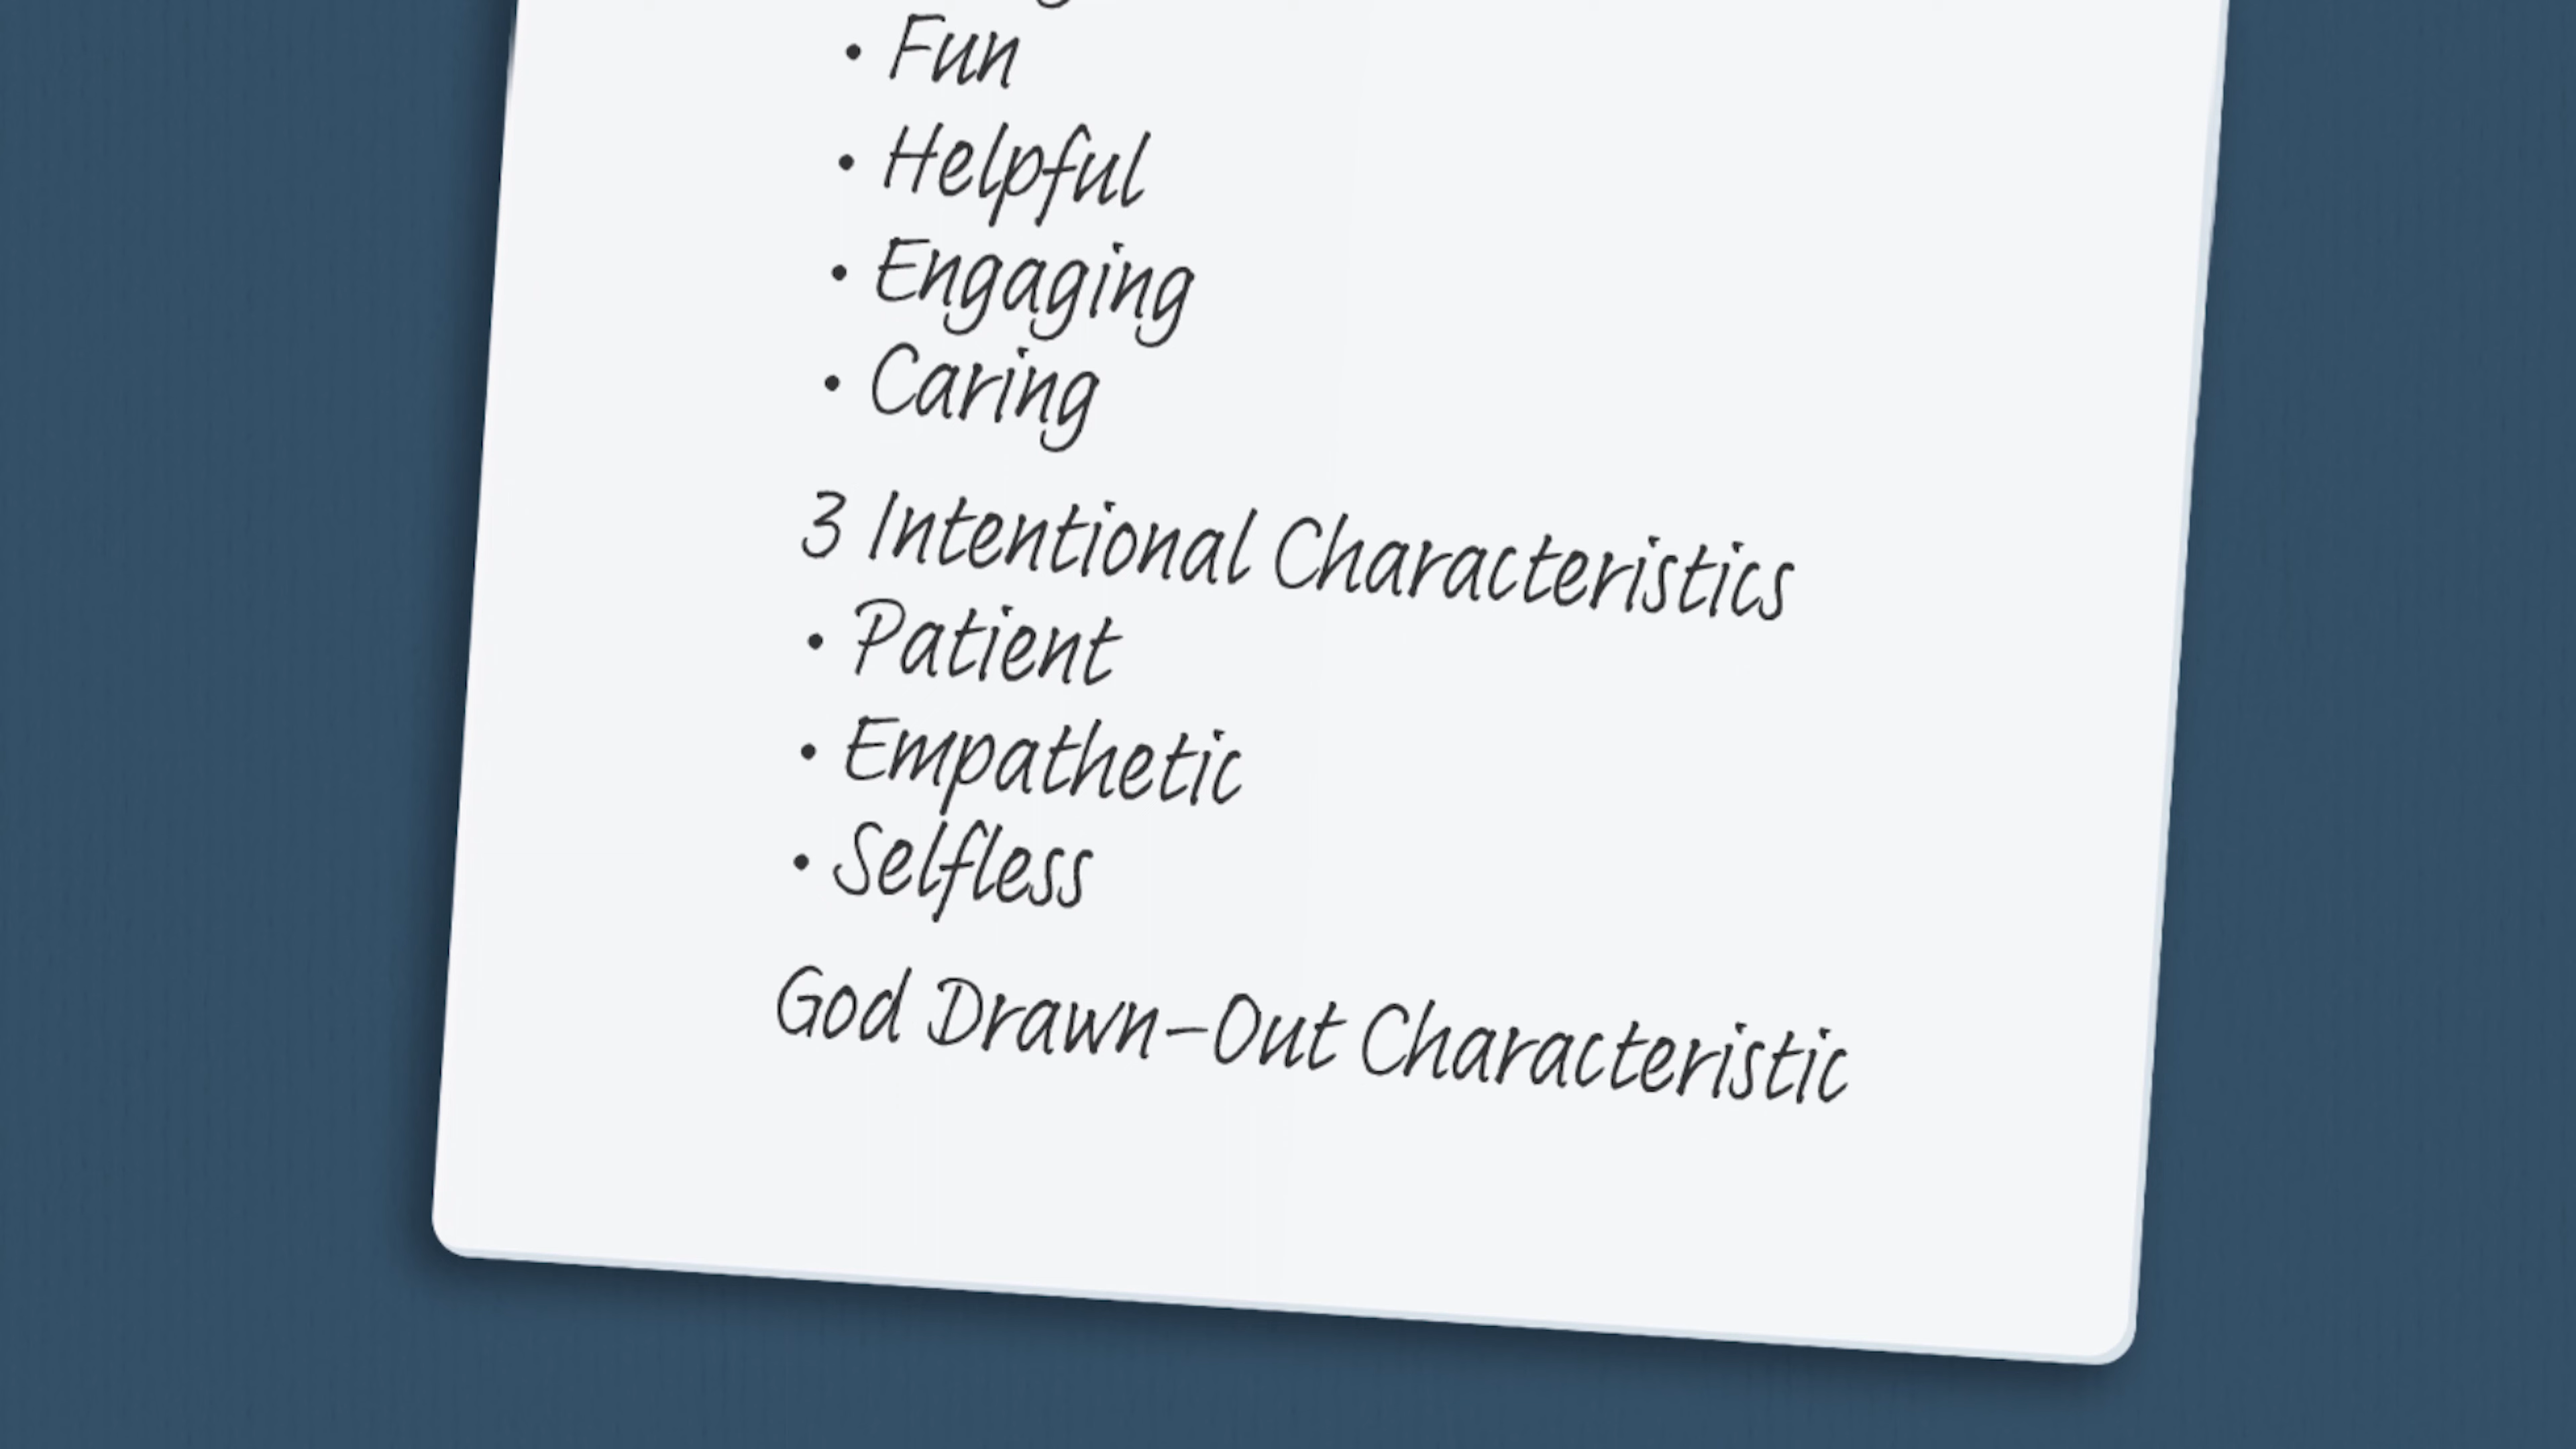 • Fun
• Helpful
• Engaging
• Caring
3 Intentional Characteristics
• Patient
• Empathetic
• Selfless
God Drawn-Out Characteristic